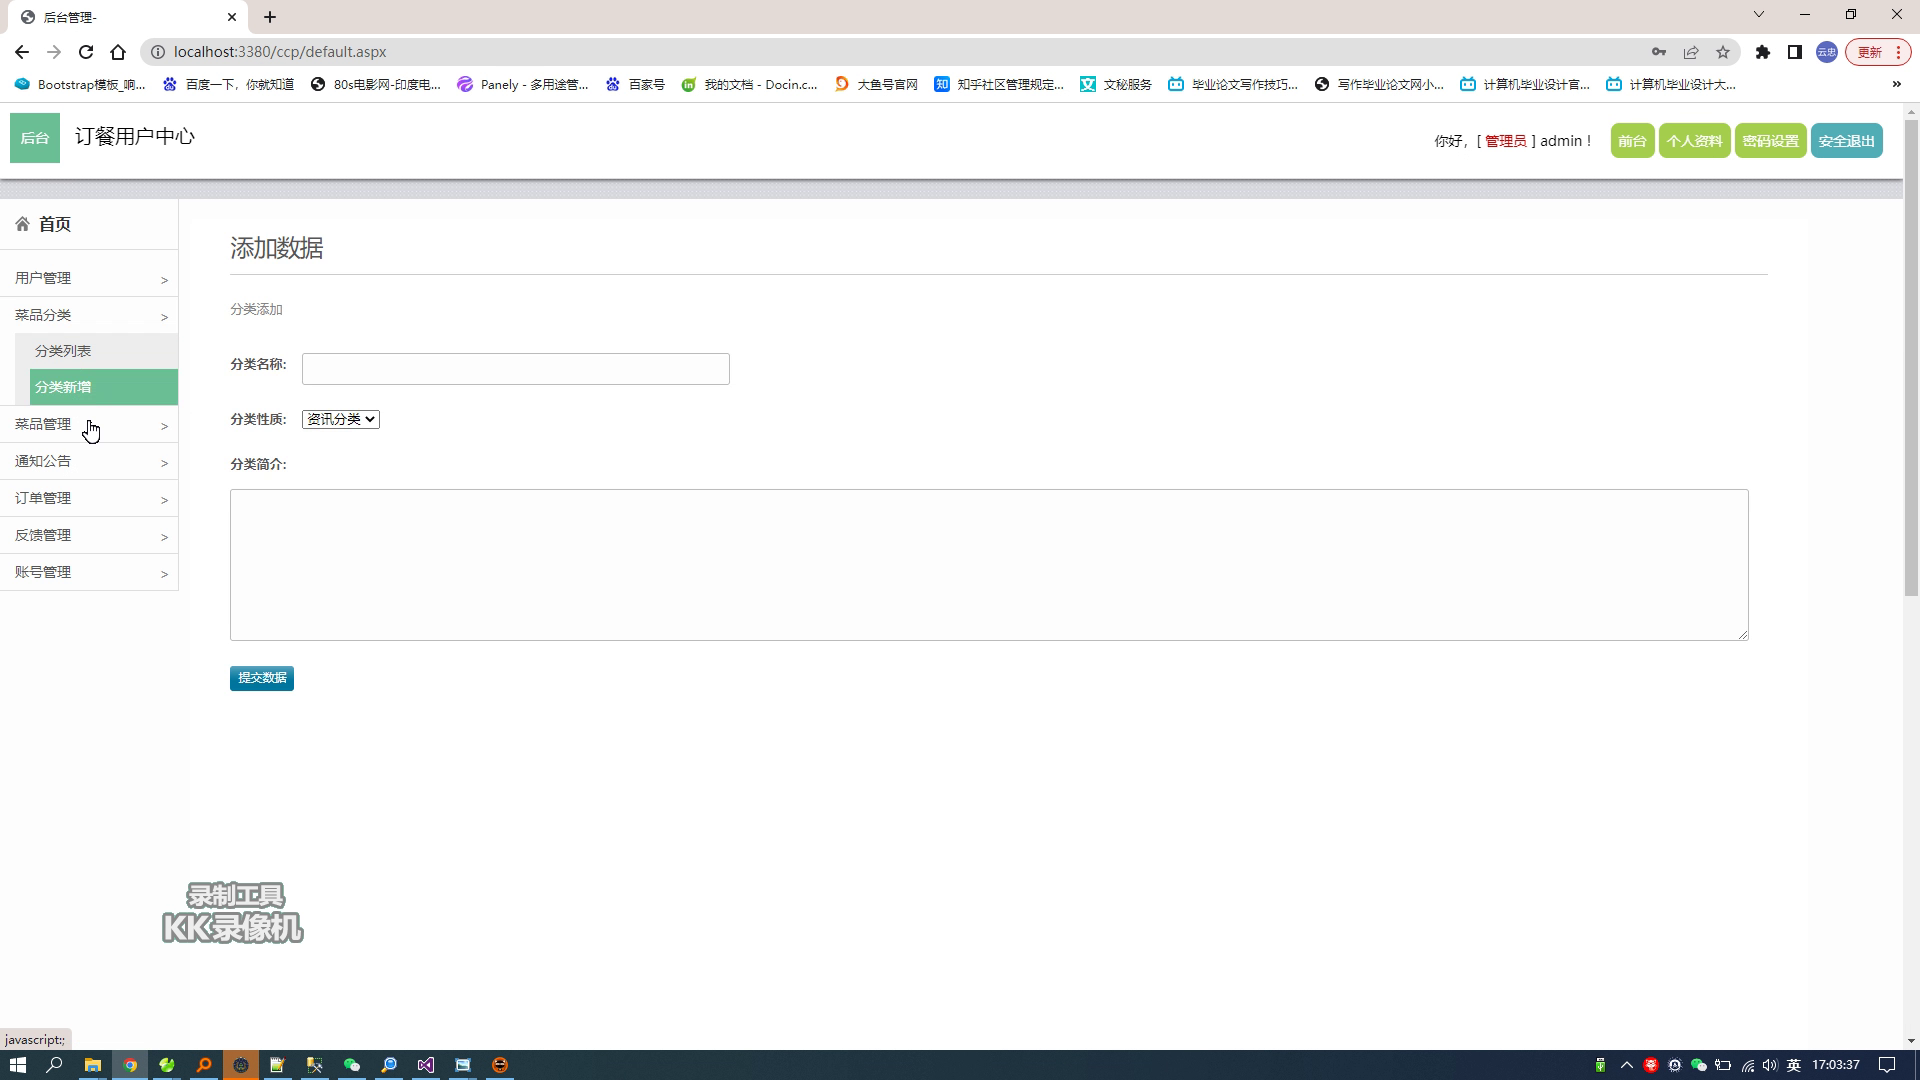 后台管理-
localhost:3380/ccp/default.aspx
云忠
更新
Bootstrap模板_响...
百度一下，你就知道
80s电影网-印度电...
Panely - 多用途管...
百家号
我的文档 - Docin.c...
大鱼号官网
知乎社区管理规定...
文秘服务
毕业论文写作技巧...
写作毕业论文网小...
计算机毕业设计官...
计算机毕业设计大...
»
后台
订餐用户中心
你好，[ 管理员 ] admin！
前台
个人资料
密码设置
安全退出
首页
用户管理 >
菜品分类 >
分类列表
分类新增
菜品管理 >
通知公告 >
订单管理 >
反馈管理 >
账号管理 >
添加数据
分类添加
分类名称:
分类性质: 资讯分类
分类简介:
提交数据
录制工具
KK录像机
javascript:;
英
17:03:37